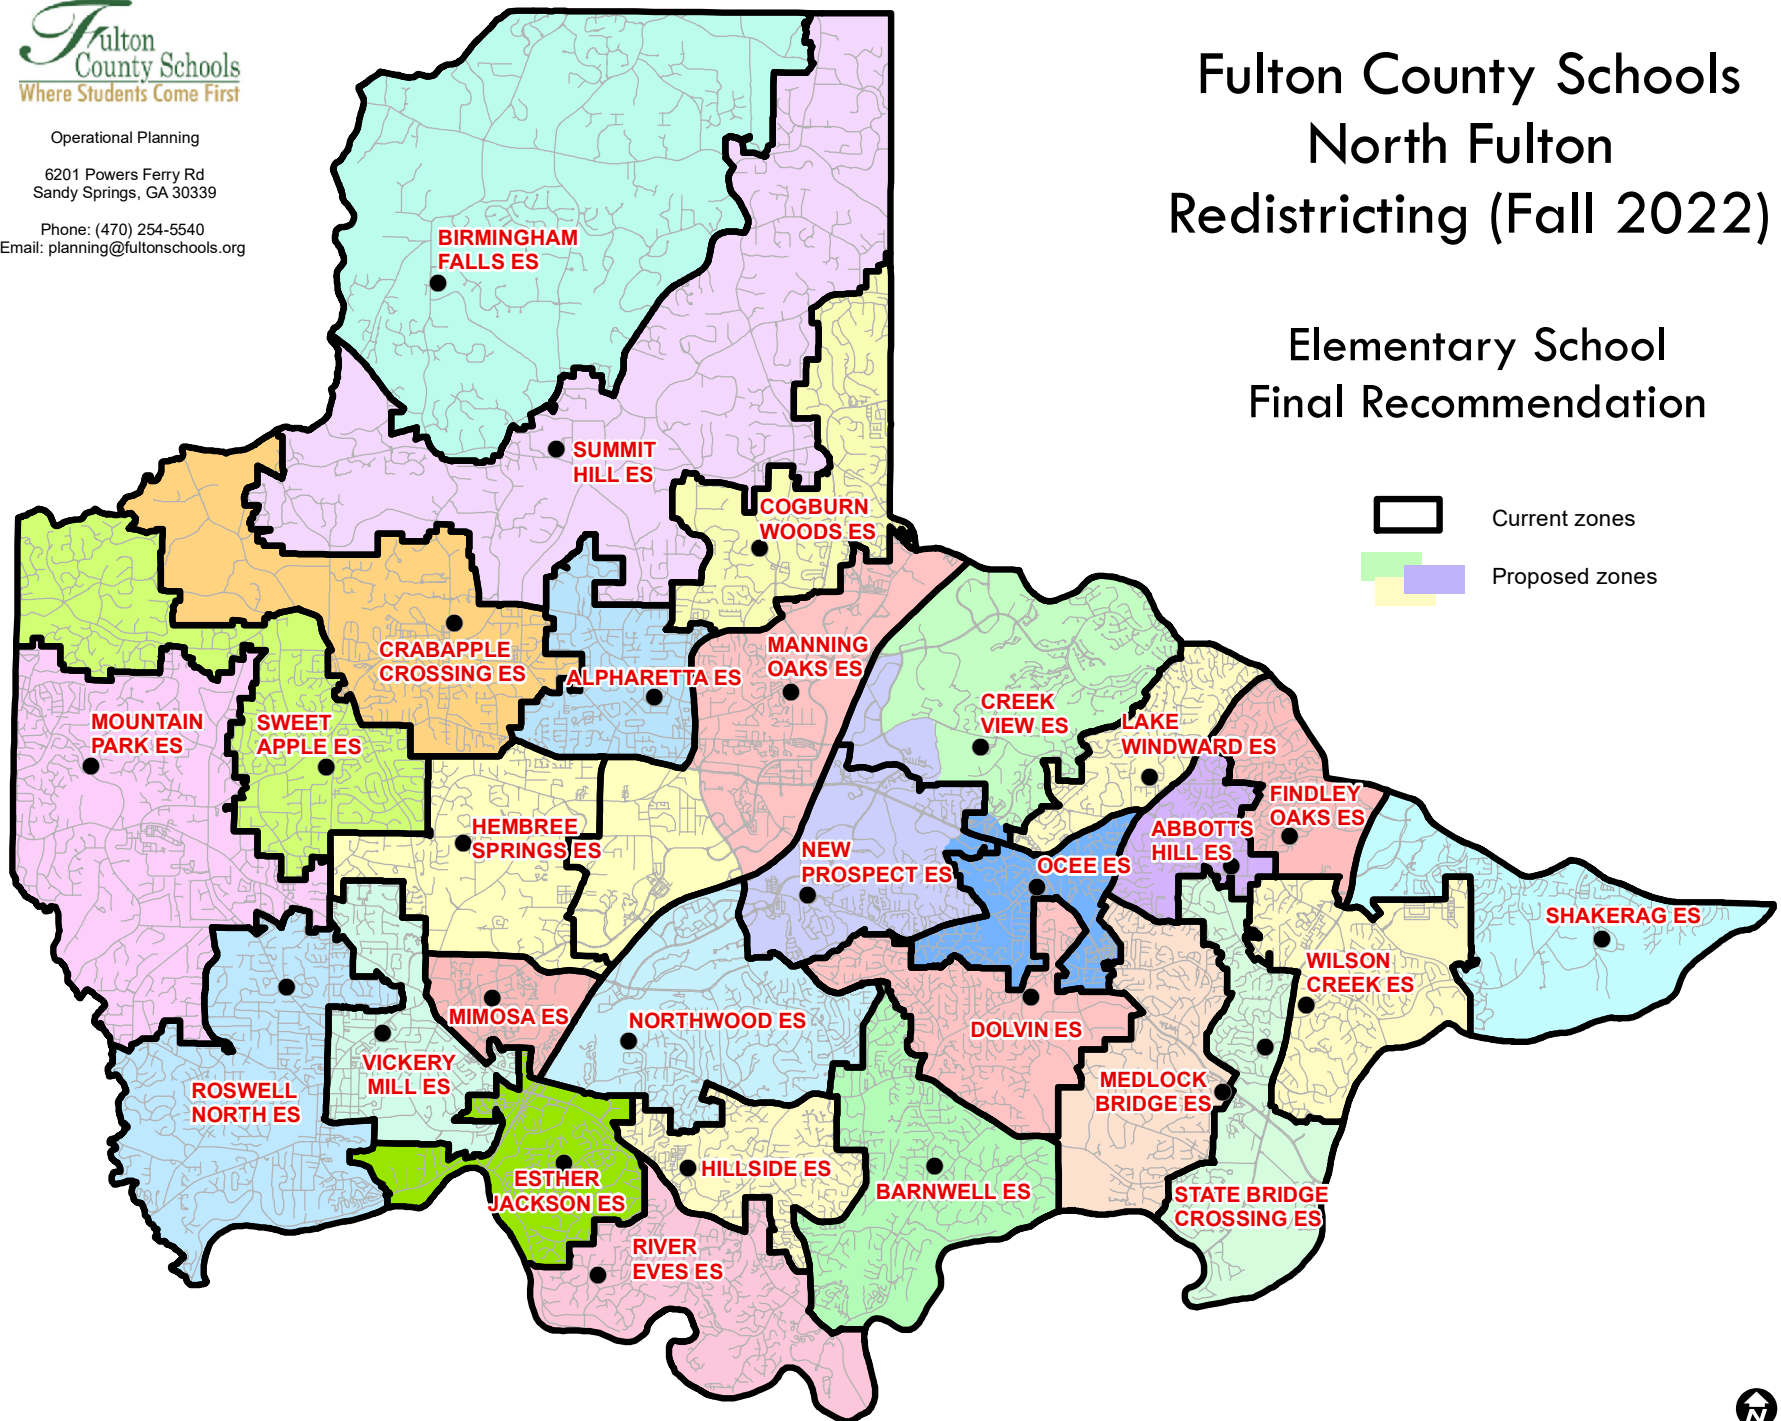 Fulton
County Schools
Where Students Come First
Operational Planning
6201 Powers Ferry Rd
Sandy Springs, GA 30339
Phone: (470) 254-5540
Email: planning@fultonschools.org
Fulton County Schools
North Fulton
Redistricting (Fall 2022)
Elementary School
Final Recommendation
Current zones
Proposed zones
BIRMINGHAM
FALLS ES
SUMMIT
HILL ES
COGBURN
WOODS ES
CRABAPPLE
CROSSING ES
ALPHARETTA ES
MANNING
OAKS ES
MOUNTAIN
PARK ES
SWEET
APPLE ES
CREEK
VIEW ES
LAKE
WINDWARD ES
HEMBREE
SPRINGS ES
NEW
PROSPECT ES
OCEE ES
ABBOTTS
HILL ES
FINDLEY
OAKS ES
SHAKERAG ES
WILSON
CREEK ES
MIMOSA ES
NORTHWOOD ES
DOLVIN ES
VICKERY
MILL ES
ROSWELL
NORTH ES
MEDLOCK
BRIDGE ES
ESTHER
JACKSON ES
HILLSIDE ES
BARNWELL ES
STATE BRIDGE
CROSSING ES
RIVER
EVES ES
N